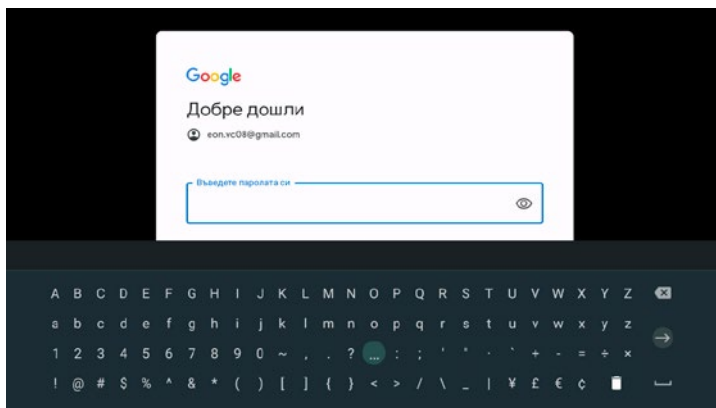 Google
Добре дошли
eon.vc08@gmail.com
Въведете паролата си
A B C D E F G H I J K L M N O P Q R S T U V W X Y Z
a b c d e f g h i j k l m n o p q r s t u v w x y z
1 2 3 4 5 6 7 8 9 0 ~ , . ? … : ; ' " · ` + - = ÷ ×
! @ # $ % ^ & * ( ) [ ] { } < > / \ _ | ¥ £ € ¢